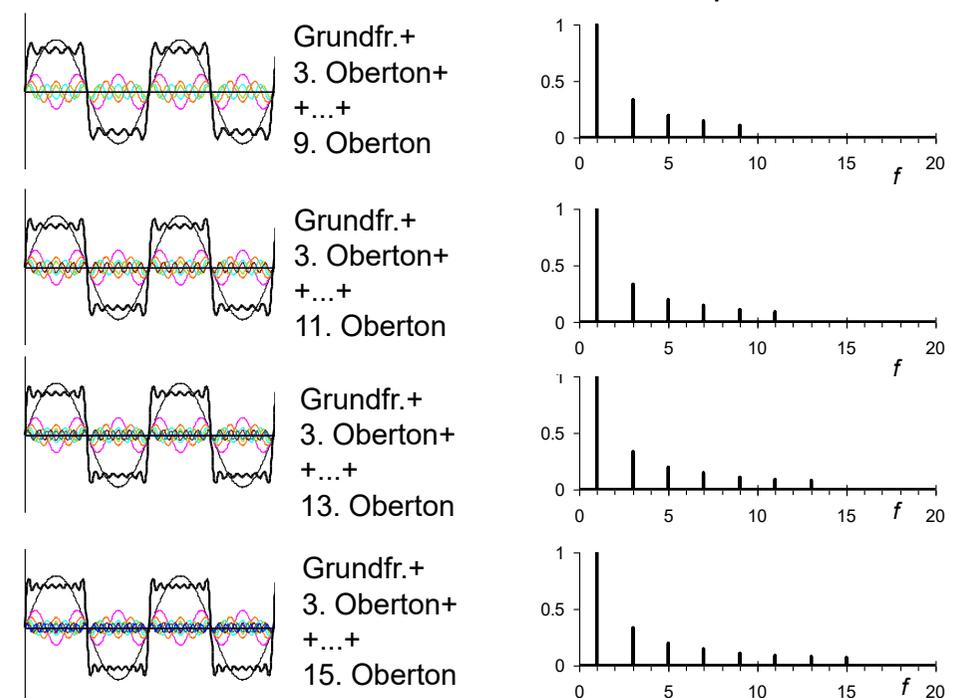 Grundfr.+
3. Oberton+
+...+
9. Oberton
1
0.5
0
0 5 10 15 20
f
Grundfr.+
3. Oberton+
+...+
11. Oberton
1
0.5
0
0 5 10 15 20
f
Grundfr.+
3. Oberton+
+...+
13. Oberton
1
0.5
0
0 5 10 15 20
f
Grundfr.+
3. Oberton+
+...+
15. Oberton
1
0.5
0
0 5 10 15 20
f